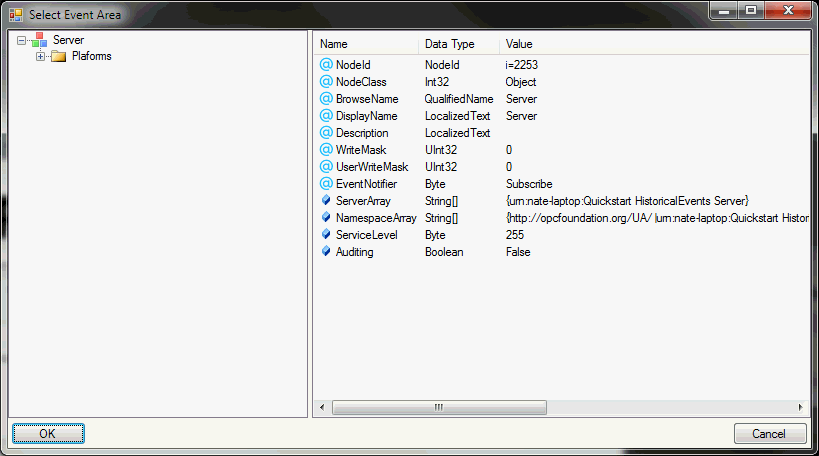 Select Event Area
Server
Plaforms
Name Data Type Value
NodeId NodeId i=2253
NodeClass Int32 Object
BrowseName QualifiedName Server
DisplayName LocalizedText Server
Description LocalizedText
WriteMask UInt32 0
UserWriteMask UInt32 0
EventNotifier Byte Subscribe
ServerArray String[] {urn:nate-laptop:Quickstart HistoricalEvents Server}
NamespaceArray String[] {http://opcfoundation.org/UA/ |urn:nate-laptop:Quickstart Histor
ServiceLevel Byte 255
Auditing Boolean False
OK Cancel